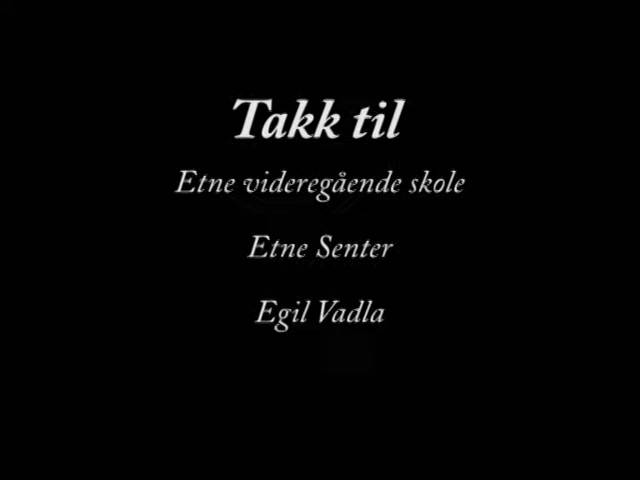 Takk til
Etne videregående skole
Etne Senter
Egil Vadla